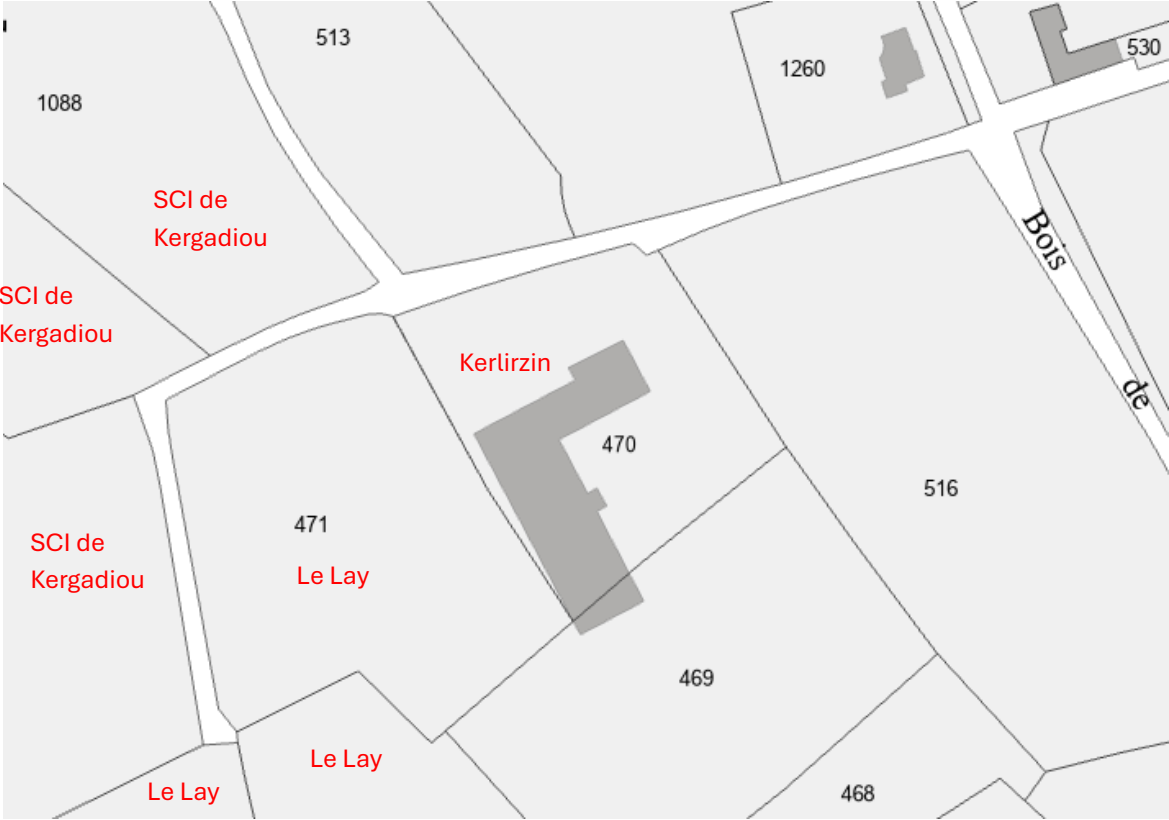 513
530
1260
1088
SCI de
Kergadiou
Bois
SCI de
Kergadiou
Kerlirzin
de
470
516
471
SCI de
Kergadiou
Le Lay
469
Le Lay
Le Lay
468